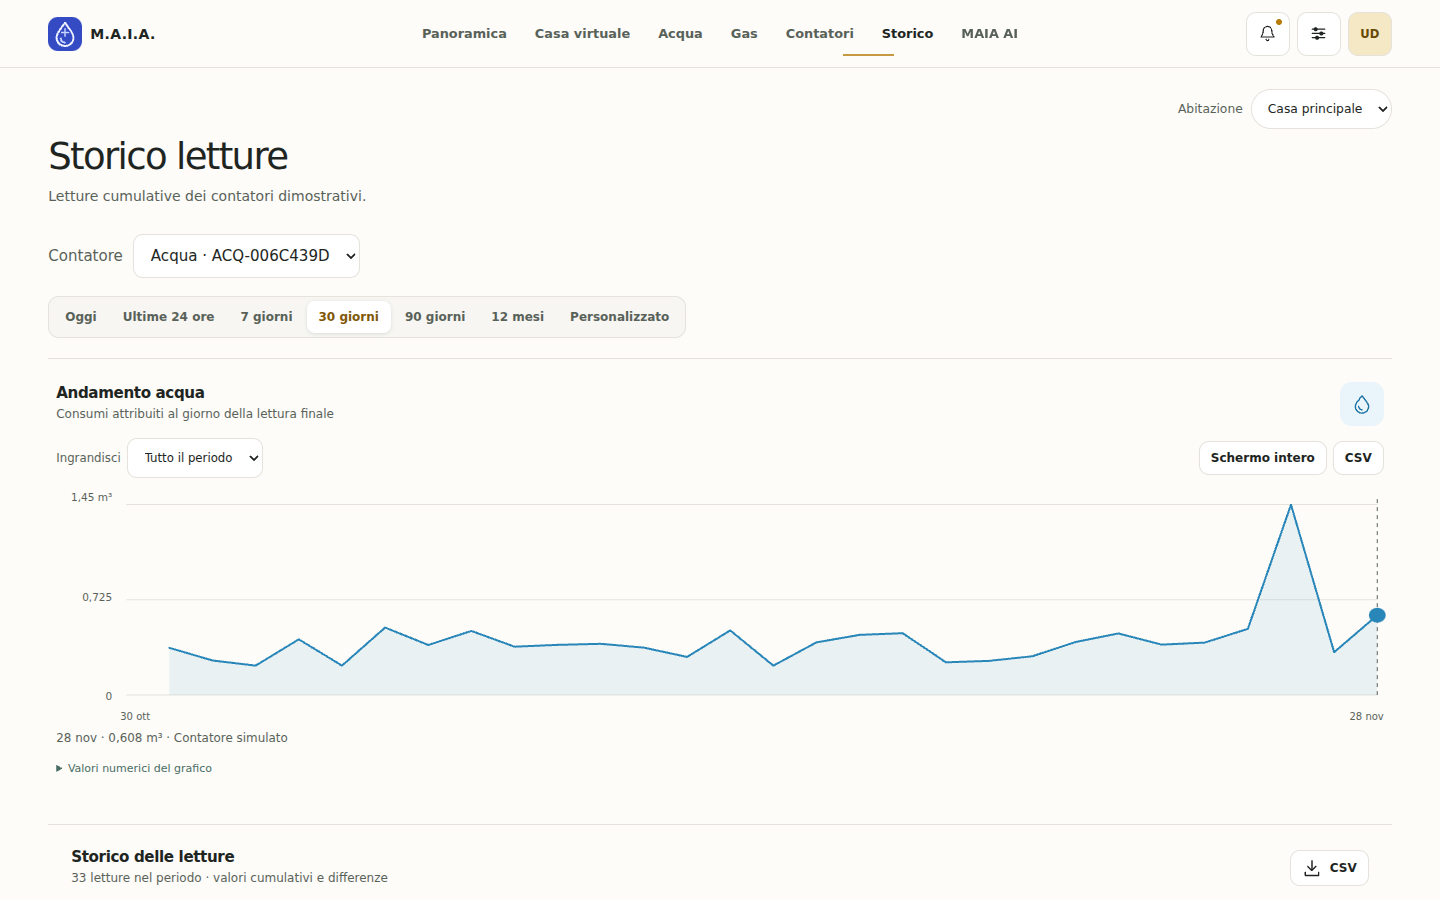 M.A.I.A.
Panoramica Casa virtuale Acqua Gas Contatori Storico MAIA AI
UD
Abitazione Casa principale
Storico letture
Letture cumulative dei contatori dimostrativi.
Contatore Acqua · ACQ-006C439D
Oggi Ultime 24 ore 7 giorni 30 giorni 90 giorni 12 mesi Personalizzato
Andamento acqua
Consumi attribuiti al giorno della lettura finale
Ingrandisci Tutto il periodo Schermo intero CSV
1,45 m³
0,725
0
30 ott 28 nov
28 nov · 0,608 m³ · Contatore simulato
Valori numerici del grafico
Storico delle letture
33 letture nel periodo · valori cumulativi e differenze
CSV